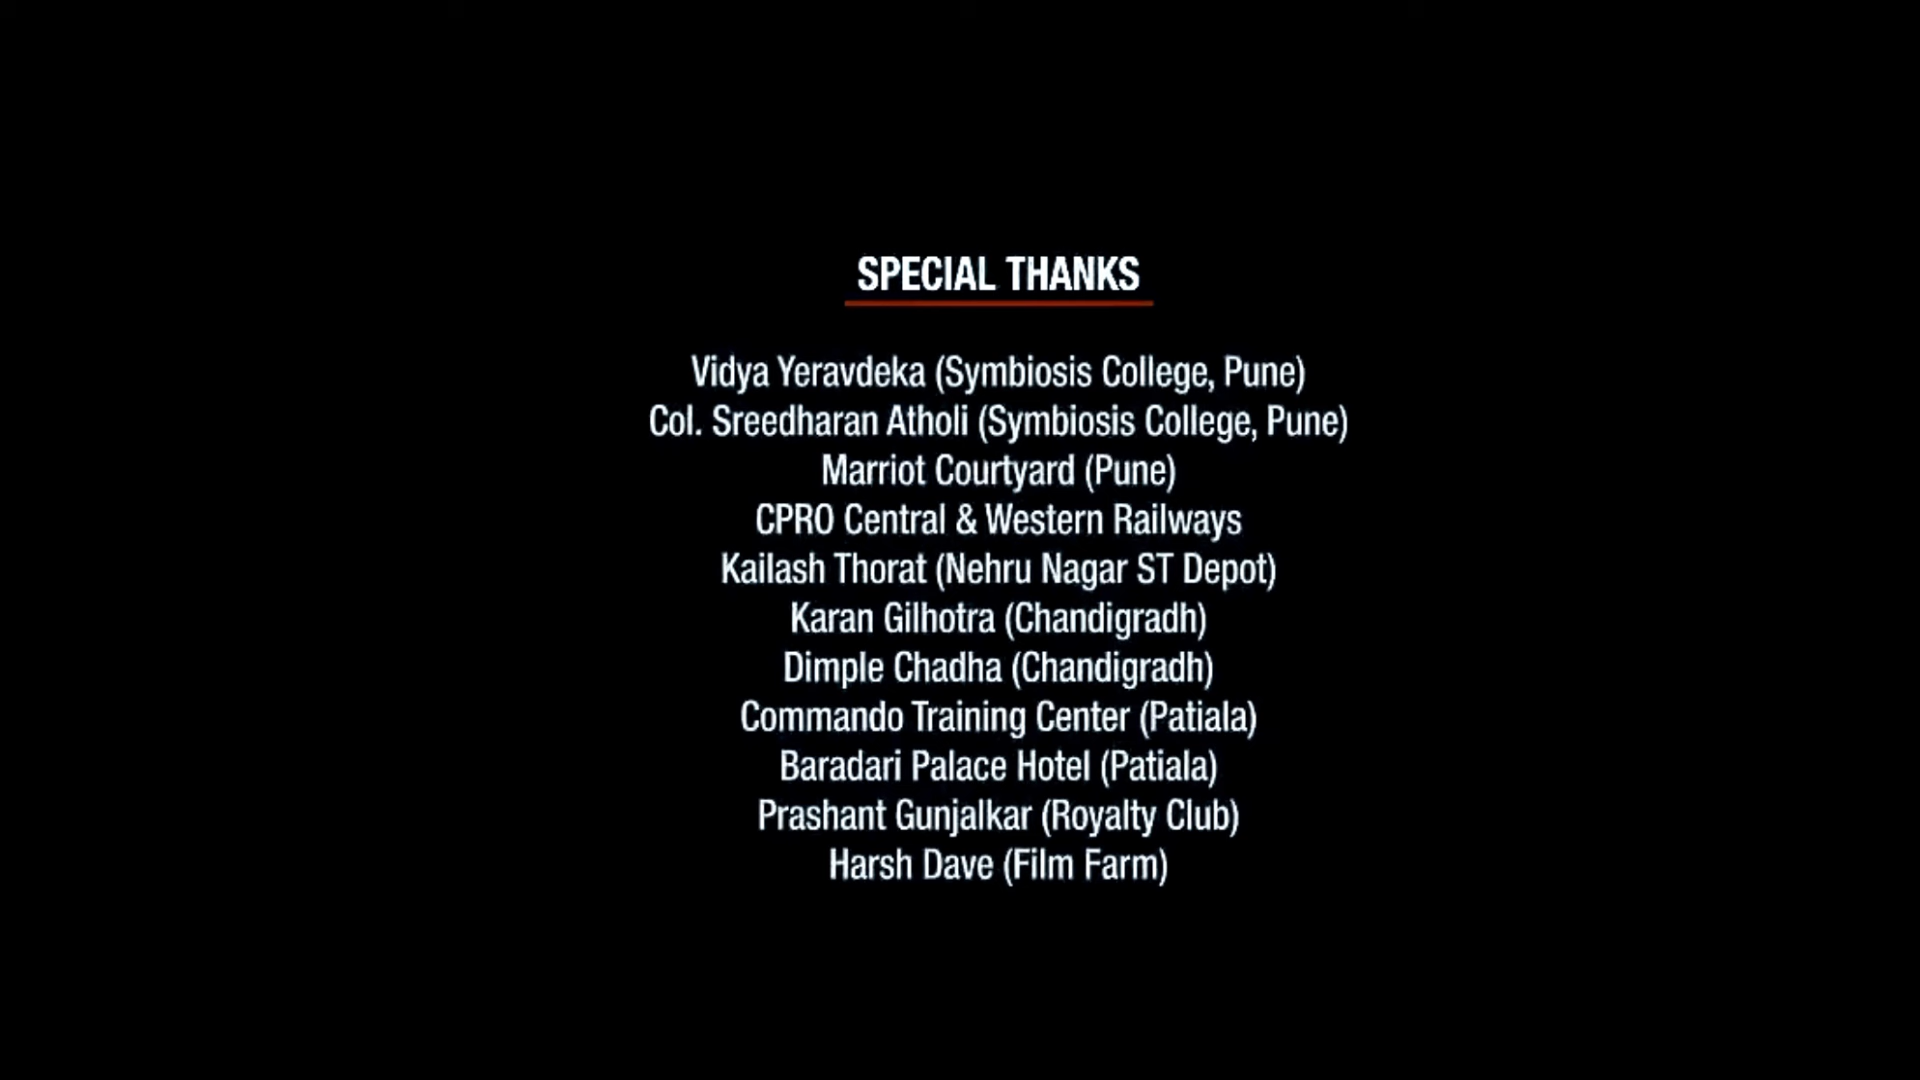 SPECIAL THANKS
Vidya Yeravdeka (Symbiosis College, Pune)
Col. Sreedharan Atholi (Symbiosis College, Pune)
Marriot Courtyard (Pune)
CPRO Central & Western Railways
Kailash Thorat (Nehru Nagar ST Depot)
Karan Gilhotra (Chandigradh)
Dimple Chadha (Chandigradh)
Commando Training Center (Patiala)
Baradari Palace Hotel (Patiala)
Prashant Gunjalkar (Royalty Club)
Harsh Dave (Film Farm)